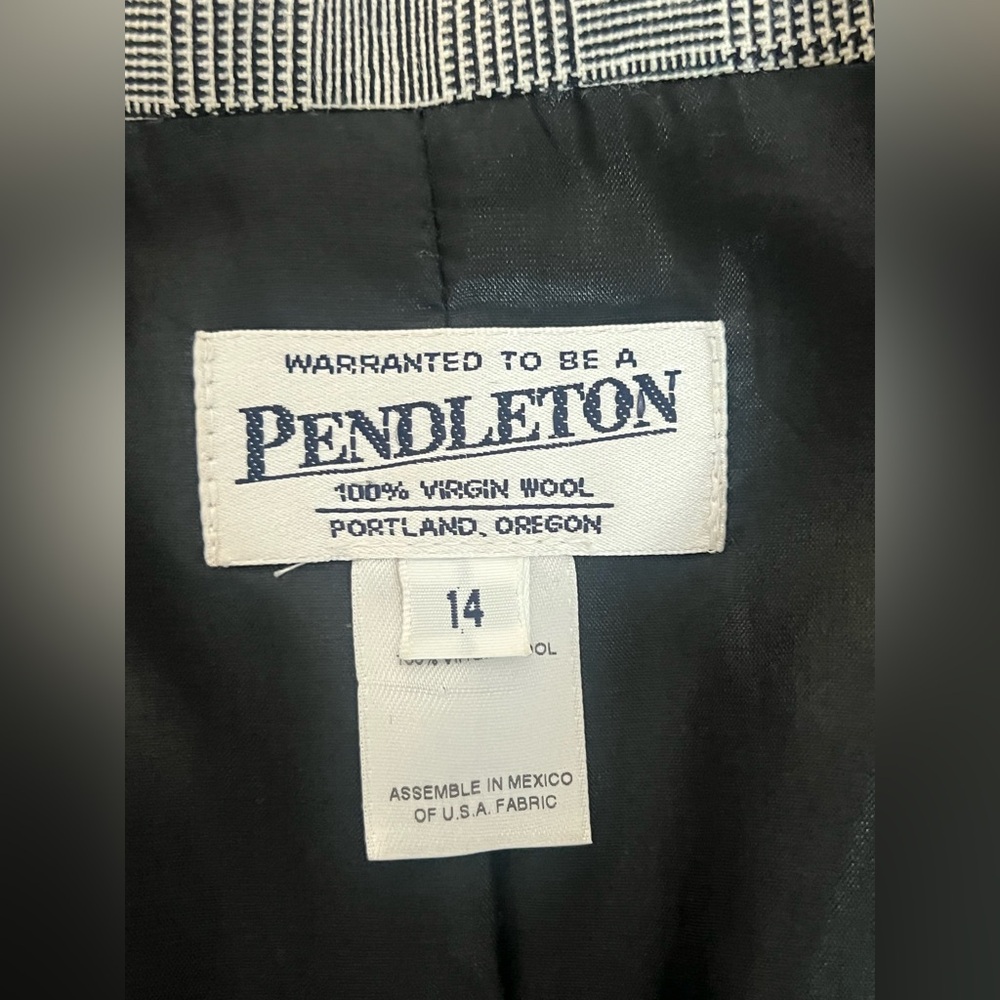 WARRANTED TO BE A
PENDLETON
100% VIRGIN WOOL
PORTLAND, OREGON
14
ASSEMBLE IN MEXICO
OF U.S.A. FABRIC